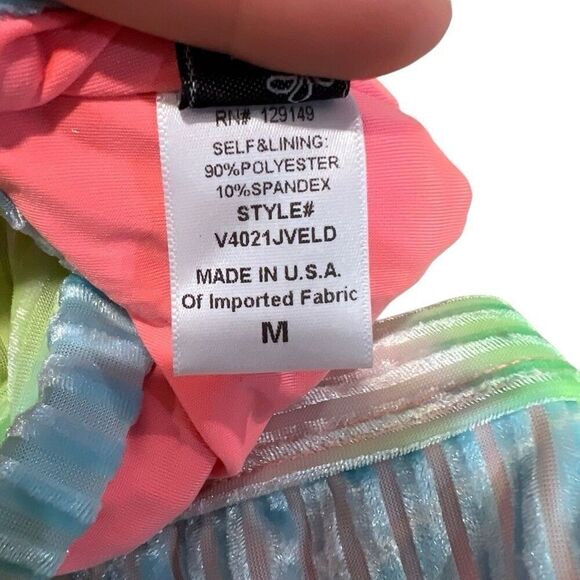 RN# 129149
SELF&LINING:
90%POLYESTER
10%SPANDEX
STYLE#
V4021JVELD
MADE IN U.S.A.
Of Imported Fabric
M